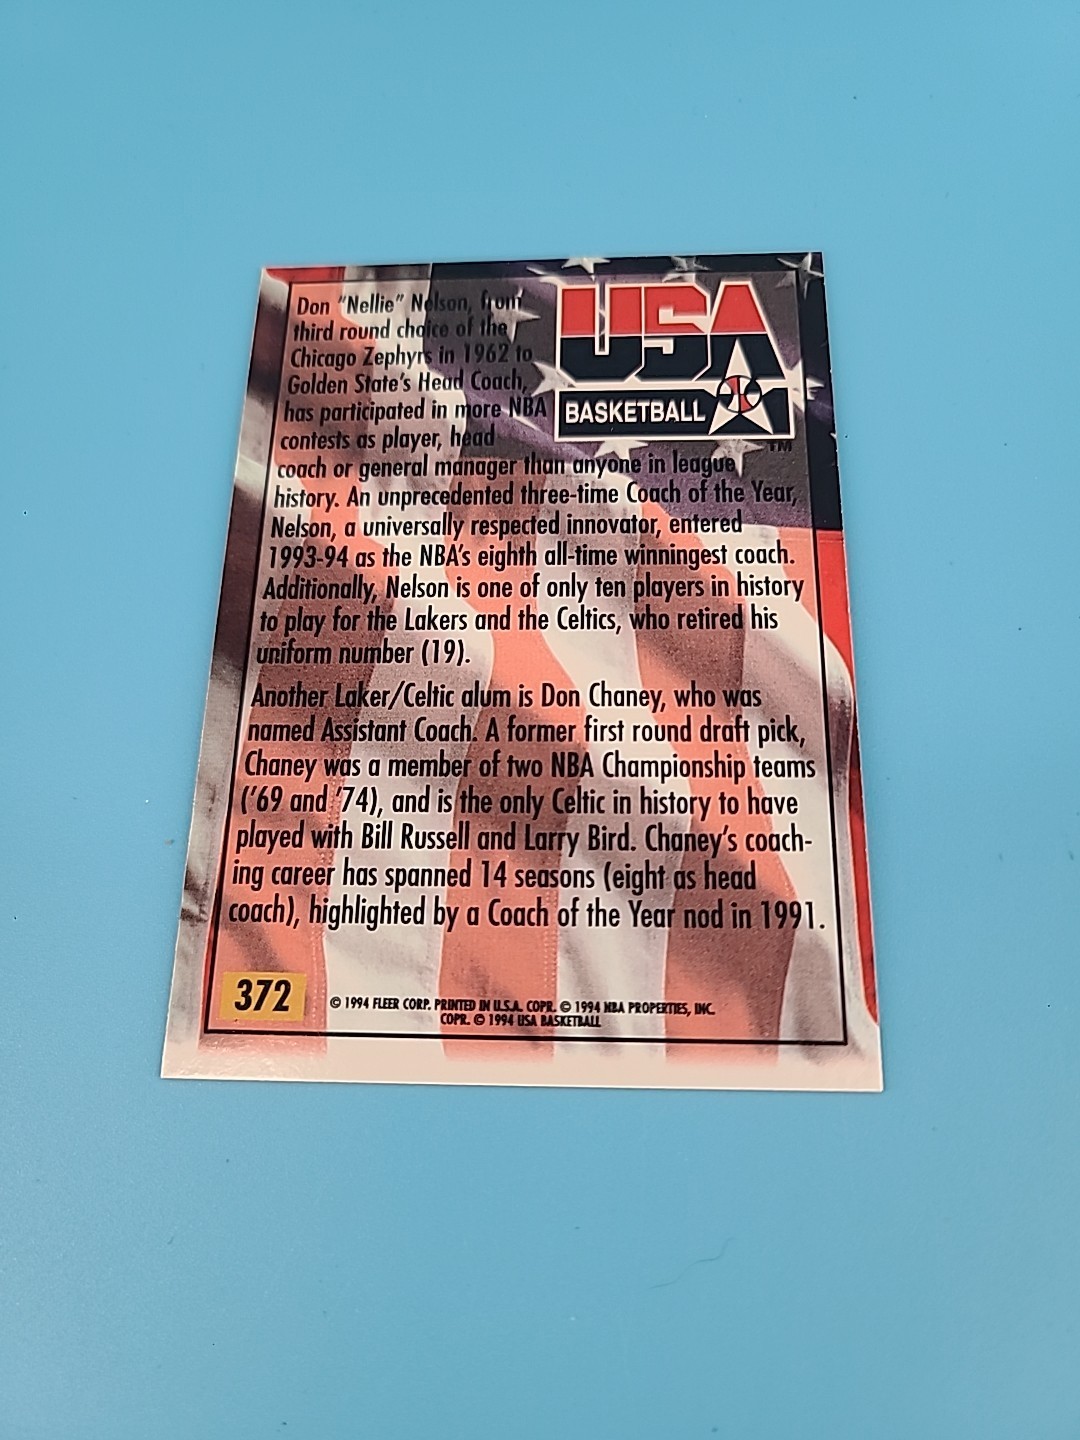 Don "Nellie" Nelson, from
third round choice of the
Chicago Zephyrs in 1962 to
Golden State's Head Coach,
has participated in more NBA
contests as player, head
coach or general manager than anyone in league
history. An unprecedented three-time Coach of the Year,
Nelson, a universally respected innovator, entered
1993-94 as the NBA's eighth all-time winningest coach.
Additionally, Nelson is one of only ten players in history
to play for the Lakers and the Celtics, who retired his
uniform number (19).
USA
BASKETBALL
TM
Another Laker/Celtic alum is Don Chaney, who was
named Assistant Coach. A former first round draft pick,
Chaney was a member of two NBA Championship teams
('69 and '74), and is the only Celtic in history to have
played with Bill Russell and Larry Bird. Chaney's coach-
ing career has spanned 14 seasons (eight as head
coach), highlighted by a Coach of the Year nod in 1991.
372
© 1994 FLEER CORP. PRINTED IN U.S.A. COPR. © 1994 NBA PROPERTIES, INC.
COPR. © 1994 USA BASKETBALL